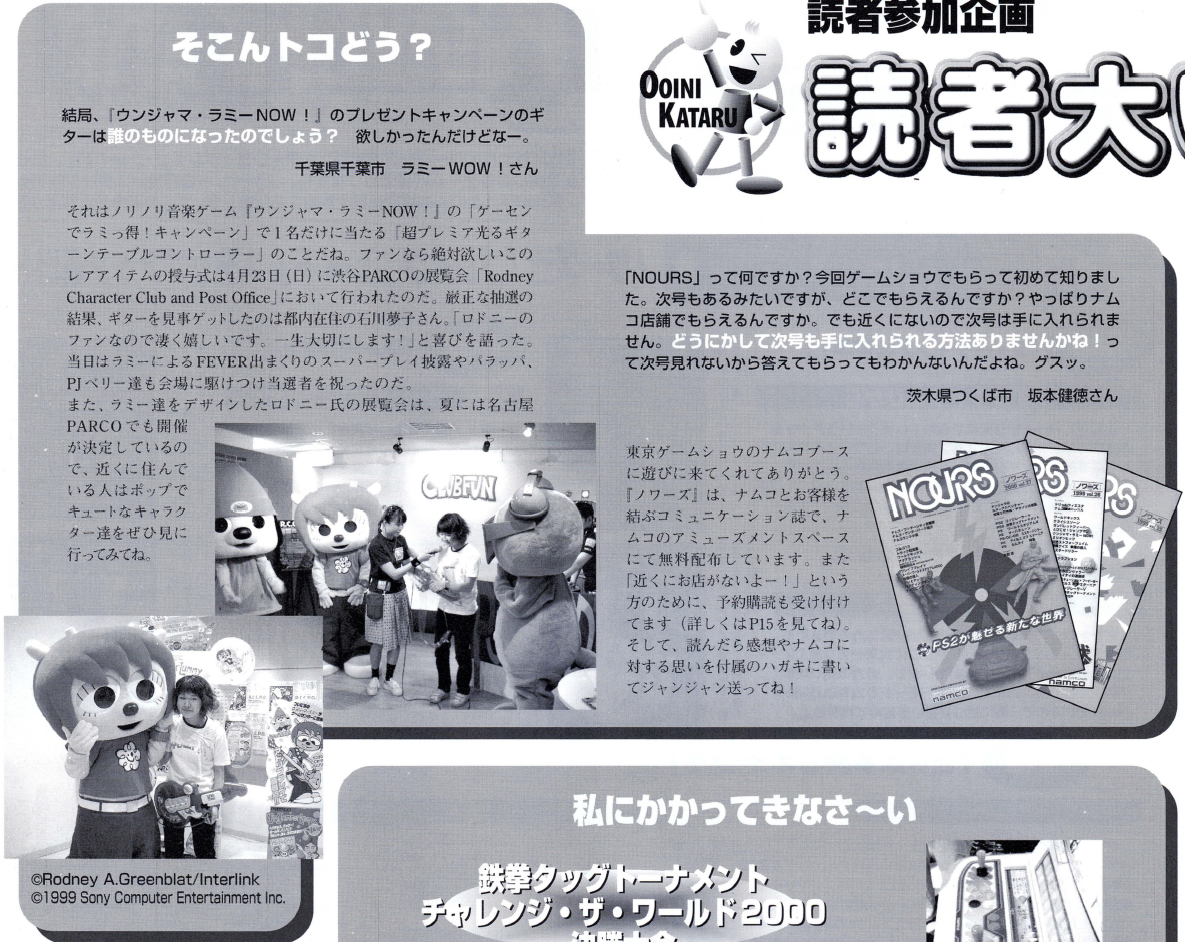 そこんトコどう？
結局、『ウンジャマ・ラミーNOW！』のプレゼントキャンペーンのギ
ターは誰のものになったのでしょう？　欲しかったんだけどなー。
千葉県千葉市　ラミーWOW！さん
それはノリノリ音楽ゲーム『ウンジャマ・ラミーNOW！』の「ゲーセン
でラミっ得！キャンペーン」で1名だけに当たる「超プレミア光るギタ
ーンテーブルコントローラー」のことだね。ファンなら絶対欲しいこの
レアアイテムの授与式は4月23日（日）に渋谷PARCOの展覧会「Rodney
Character Club and Post Office」において行われたのだ。厳正な抽選の
結果、ギターを見事ゲットしたのは都内在住の石川夢子さん。「ロドニーの
ファンなので凄く嬉しいです。一生大切にします！」と喜びを語った。
当日はラミーによるFEVER出まくりのスーパープレイ披露やパラッパ、
PJベリー達も会場に駆けつけ当選者を祝ったのだ。
また、ラミー達をデザインしたロドニー氏の展覧会は、夏には名古屋
PARCOでも開催
が決定しているの
で、近くに住んで
いる人はポップで
キュートなキャラク
ター達をぜひ見に
行ってみてね。
CLUB FUN
©Rodney A.Greenblat/Interlink
©1999 Sony Computer Entertainment Inc.
読者参加企画
OOINI
KATARU
読者大い
「NOURS」って何ですか？今回ゲームショウでもらって初めて知りまし
た。次号もあるみたいですが、どこでもらえるんですか？やっぱりナム
コ店舗でもらえるんですか。でも近くにないので次号は手に入れられま
せん。どうにかして次号も手に入れられる方法ありませんかね！っ
て次号見れないから答えてもらってもわかんないんだよね。グスッ。
茨木県つくば市　坂本健徳さん
東京ゲームショウのナムコブース
に遊びに来てくれてありがとう。
『ノワーズ』は、ナムコとお客様を
結ぶコミュニケーション誌で、ナ
ムコのアミューズメントスペース
にて無料配布しています。また
「近くにお店がないよー！」という
方のために、予約購読も受け付け
てます（詳しくはP15を見てね）。
そして、読んだら感想やナムコに
対する思いを付属のハガキに書い
てジャンジャン送ってね！
NOURS
ノワーズ
PS2が魅せる新たな世界
namco
namco
私にかかってきなさ〜い
鉄拳タッグトーナメント
チャレンジ・ザ・ワールド2000
決勝大会